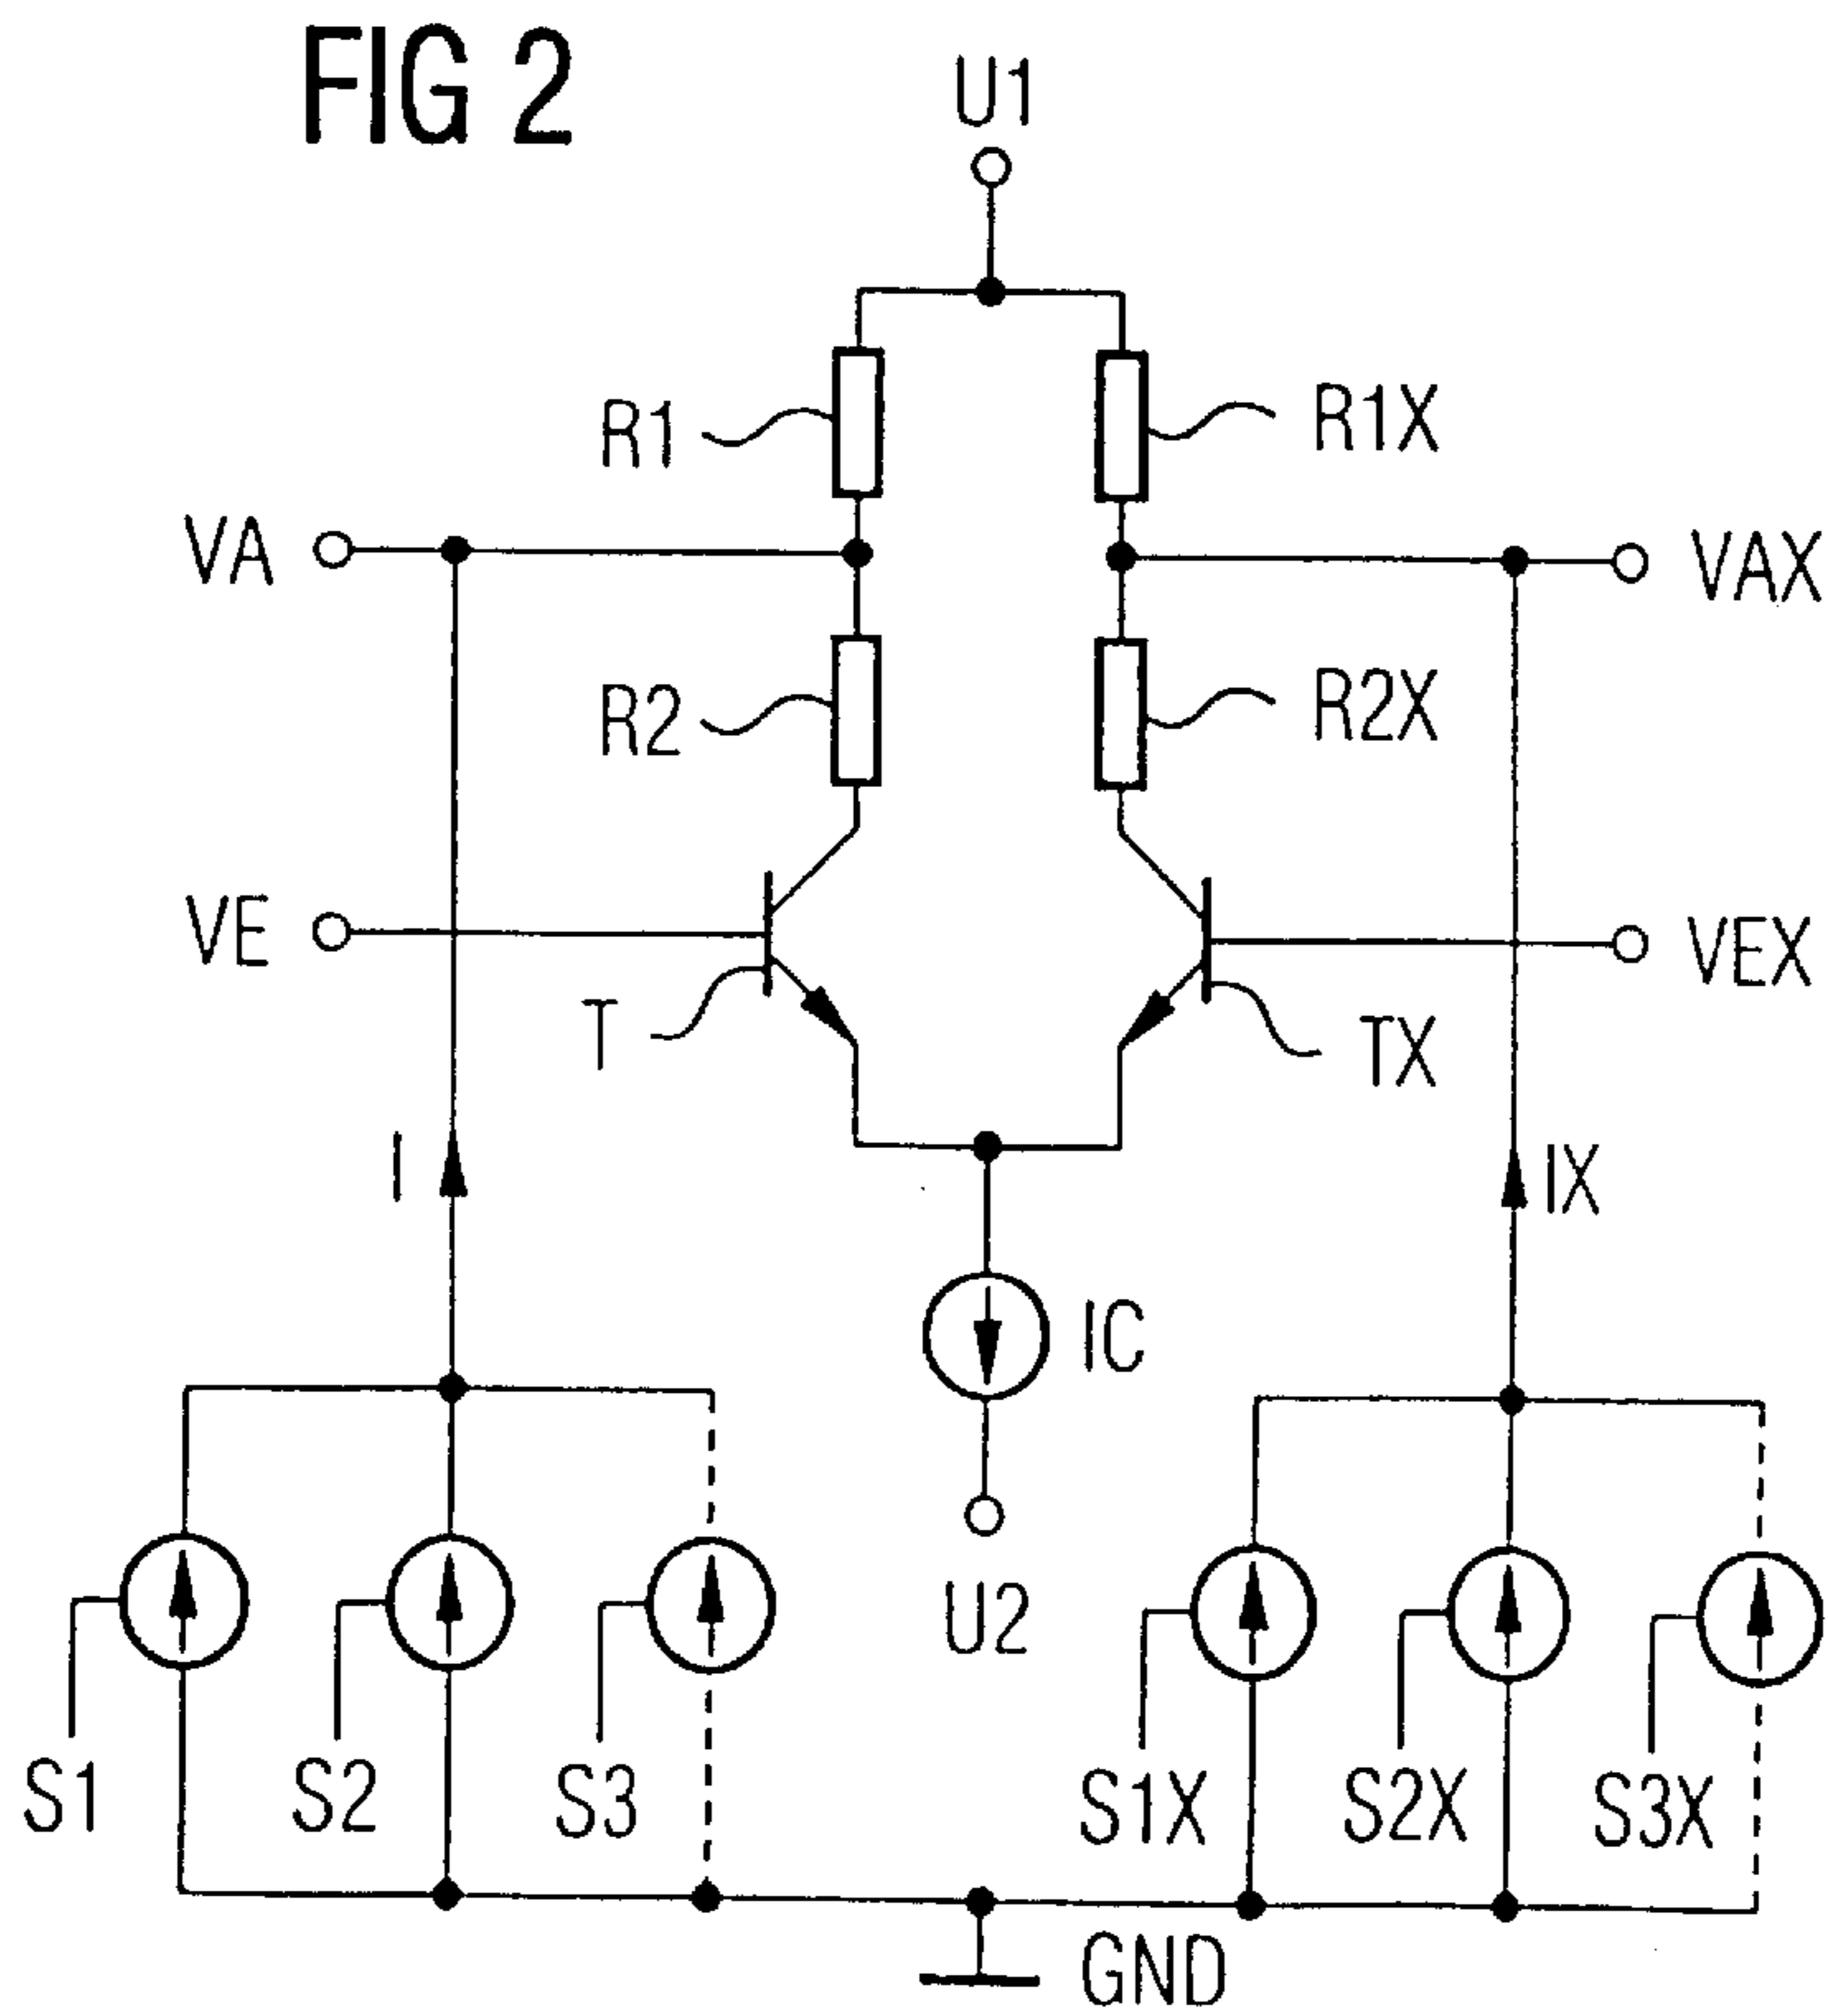 FIG 2
U1
R1
R1X
VA
VAX
R2
R2X
VE
VEX
T
TX
I
IX
IC
U2
S1
S2
S3
S1X
S2X
S3X
GND